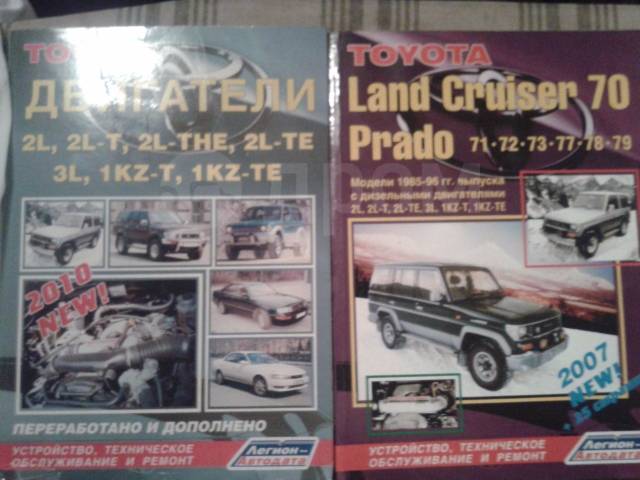 TOYOTA
ДВИГАТЕЛИ
2L, 2L-T, 2L-THE, 2L-TE
3L, 1KZ-T, 1KZ-TE
2010
NEW!
ПЕРЕРАБОТАНО И ДОПОЛНЕНО
УСТРОЙСТВО, ТЕХНИЧЕСКОЕ
ОБСЛУЖИВАНИЕ И РЕМОНТ
Легион-
Автодата
TOYOTA
Land Cruiser 70
Prado 71·72·73·77·78·79
Модели 1985-96 гг. выпуска
с дизельными двигателями
2L, 2L-T, 2L-TE, 3L, 1KZ-T, 1KZ-TE
2007
NEW!
УСТРОЙСТВО, ТЕХНИЧЕСКОЕ
ОБСЛУЖИВАНИЕ И РЕМОНТ
Легион-
Автодата